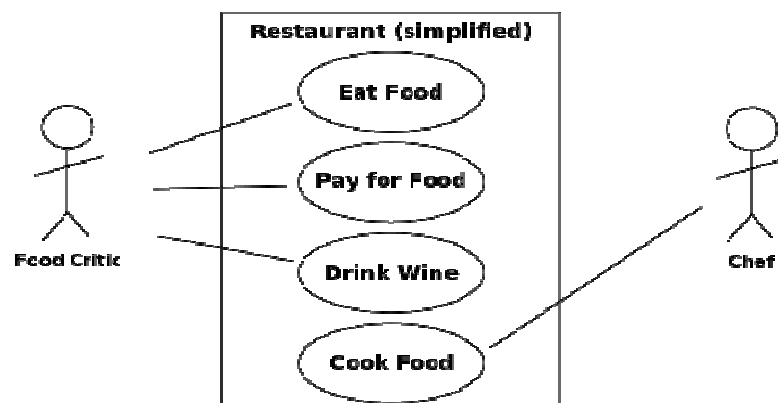 Restaurant (simplified)
Eat Food
Pay for Food
Drink Wine
Cook Food
Food Critic
Chef